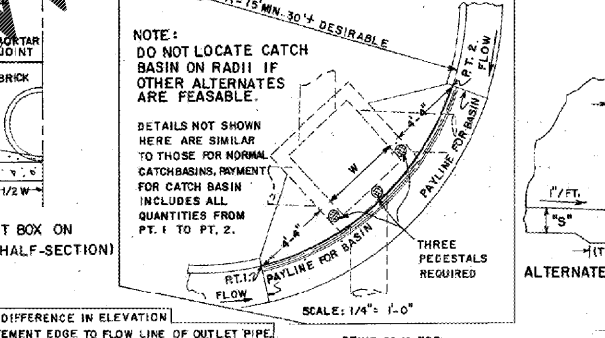 R=15'MIN. 30'+ DESIRABLE
NOTE:
DO NOT LOCATE CATCH
BASIN ON RADII IF
OTHER ALTERNATES
ARE FEASABLE.
DETAILS NOT SHOWN
HERE ARE SIMILAR
TO THOSE FOR NORMAL
CATCHBASINS, PAYMENT
FOR CATCH BASIN
INCLUDES ALL
QUANTITIES FROM
PT. 1 TO PT. 2.
MORTAR
JOINT
BRICK
1/2 W
T BOX ON
HALF-SECTION)
PT. 2
FLOW
4'-4"
W
4'-4"
PAYLINE FOR BASIN
PAYLINE FOR BASIN
PT. 1
FLOW
THREE
PEDESTALS
REQUIRED
SCALE: 1/4" = 1'-0"
1"/FT.
"S"
(T
ALTERNATE
DIFFERENCE IN ELEVATION
EMENT EDGE TO FLOW LINE OF OUTLET PIPE